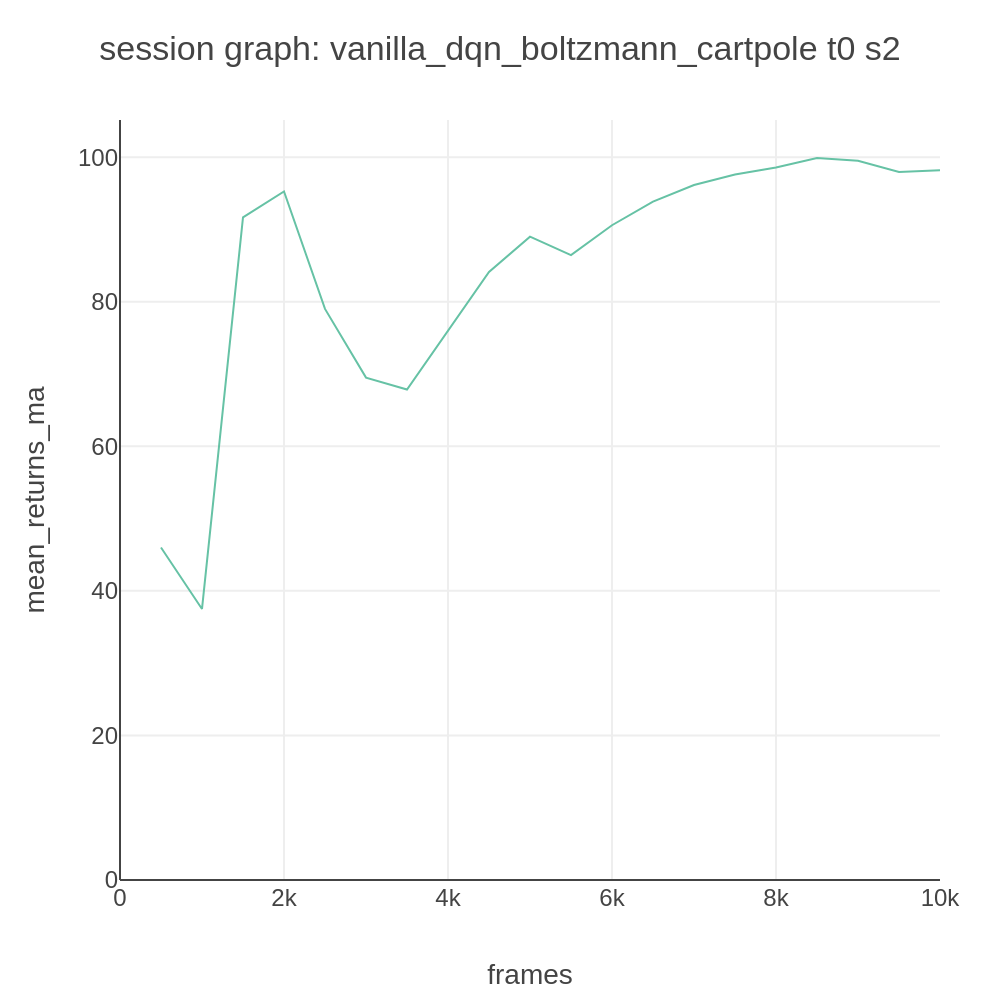 session graph: vanilla_dqn_boltzmann_cartpole t0 s2
mean_returns_ma
100
80
60
40
20
0
0 2k 4k 6k 8k 10k
frames